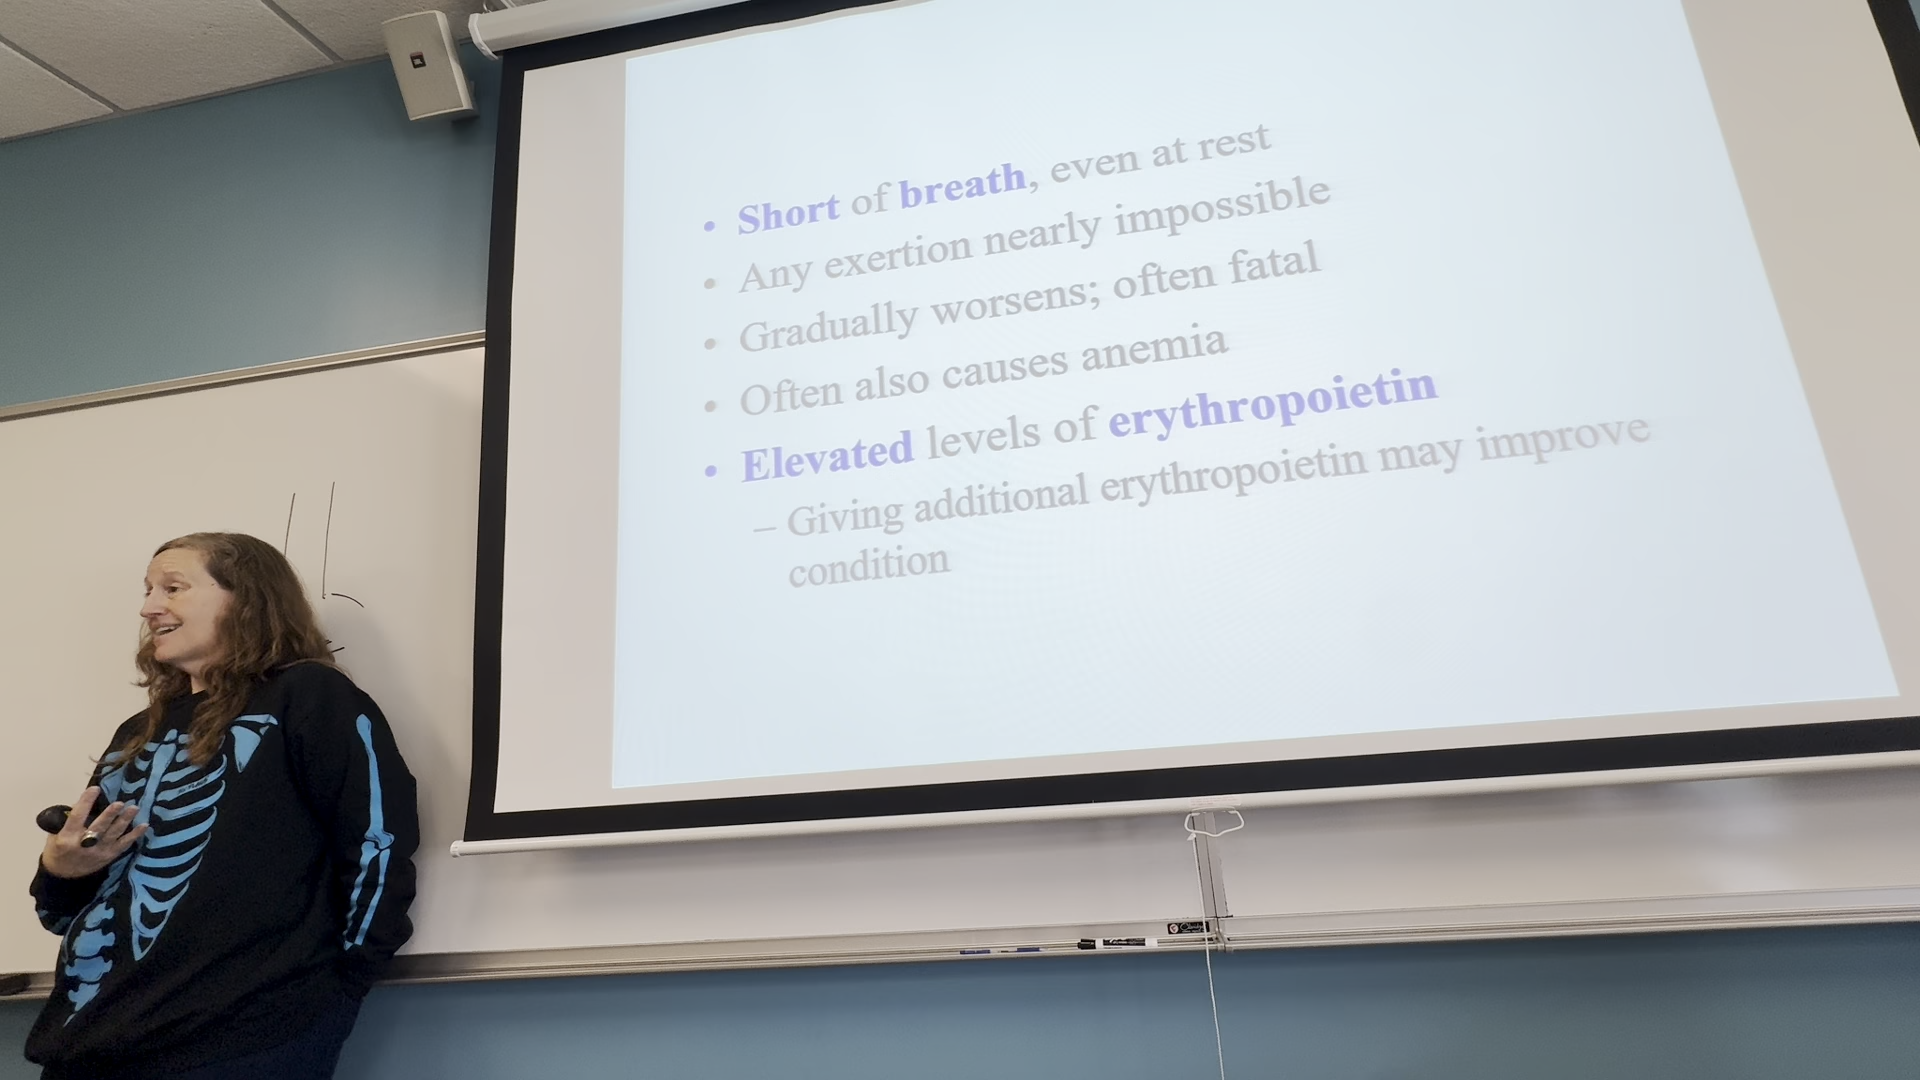 • Short of breath, even at rest
• Any exertion nearly impossible
• Gradually worsens; often fatal
• Often also causes anemia
• Elevated levels of erythropoietin
– Giving additional erythropoietin may improve
condition